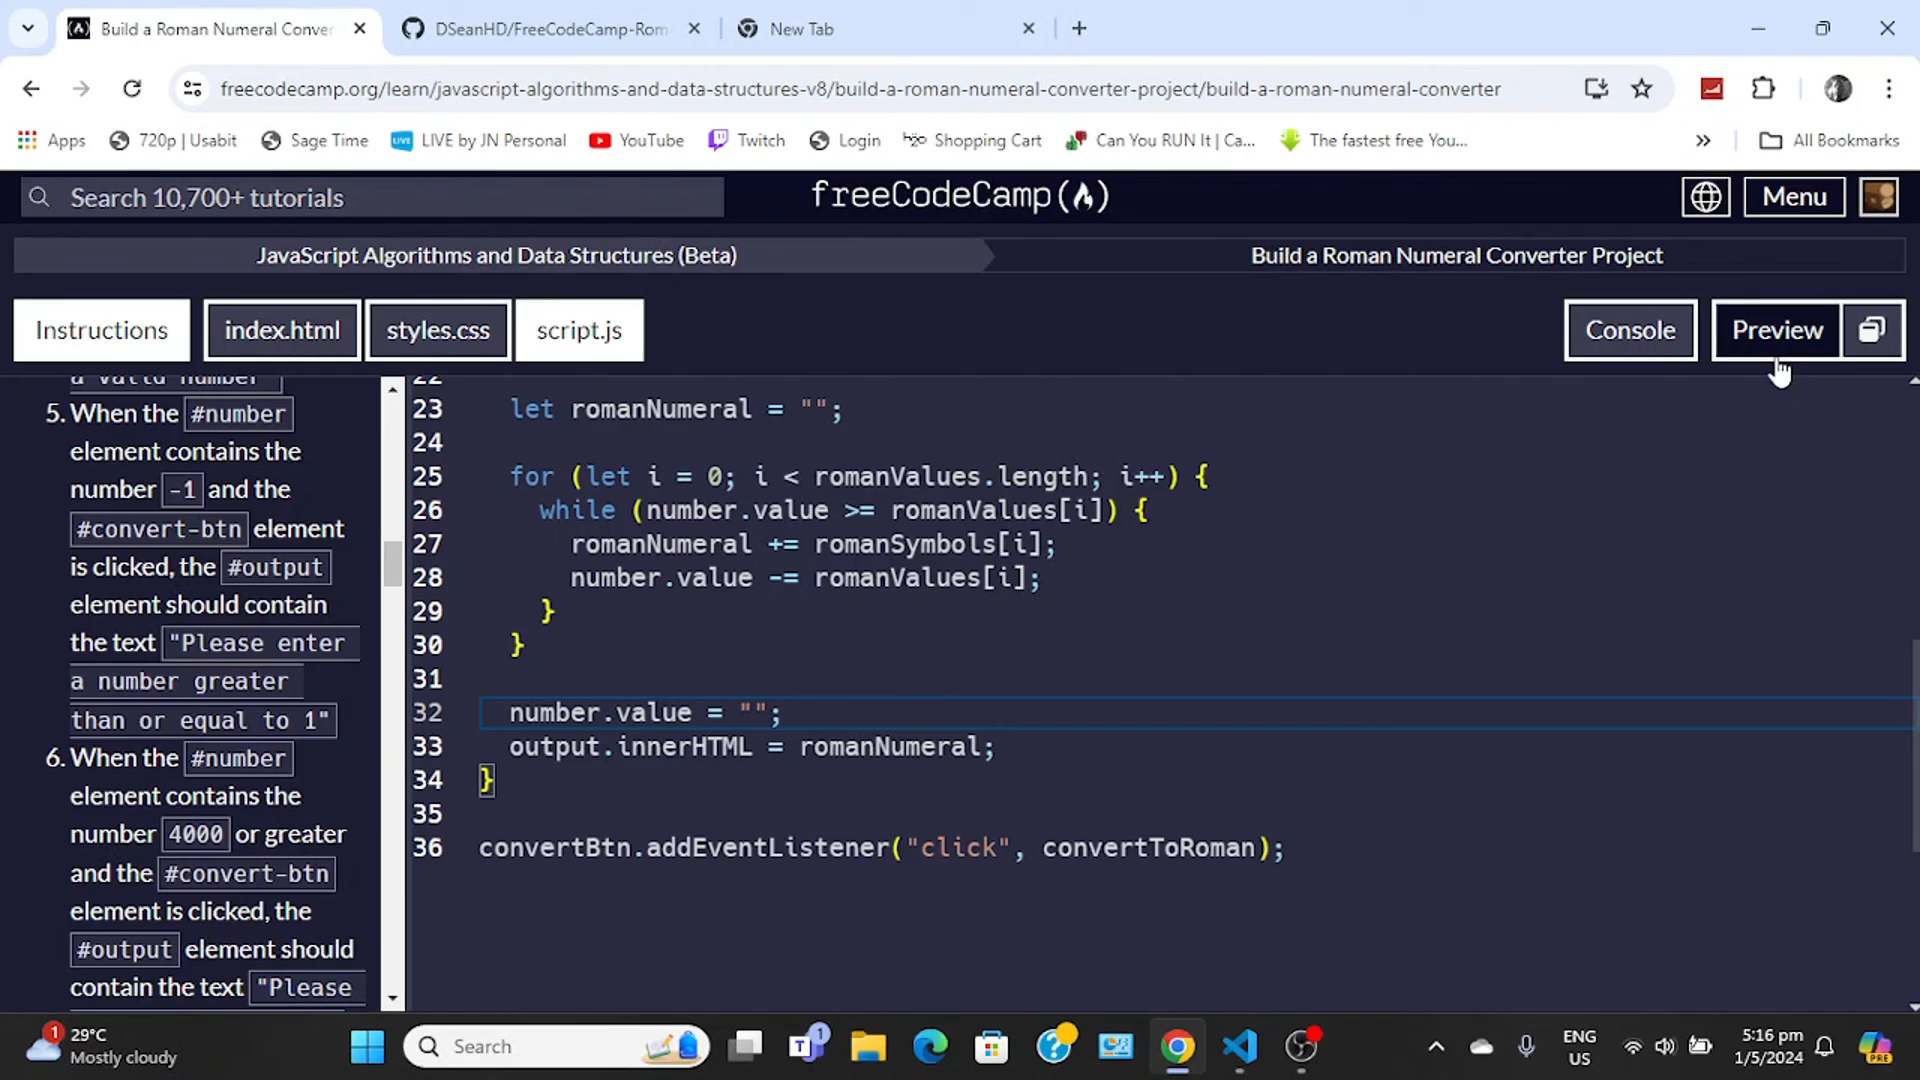 Build a Roman Numeral Conver
DSeanHD/FreeCodeCamp-Rom
New Tab
freecodecamp.org/learn/javascript-algorithms-and-data-structures-v8/build-a-roman-numeral-converter-project/build-a-roman-numeral-converter
Apps
720p | Usabit
Sage Time
LIVE by JN Personal
YouTube
Twitch
Login
Shopping Cart
Can You RUN It | Ca...
The fastest free You...
All Bookmarks
Search 10,700+ tutorials
freeCodeCamp
Menu
JavaScript Algorithms and Data Structures (Beta)
Build a Roman Numeral Converter Project
Instructions
index.html
styles.css
script.js
Console
Preview
a valid number
5. When the #number
element contains the
number -1 and the
#convert-btn element
is clicked, the #output
element should contain
the text "Please enter
a number greater
than or equal to 1"
6. When the #number
element contains the
number 4000 or greater
and the #convert-btn
element is clicked, the
#output element should
contain the text "Please
22
23 let romanNumeral = "";
24
25 for (let i = 0; i < romanValues.length; i++) {
26 while (number.value >= romanValues[i]) {
27 romanNumeral += romanSymbols[i];
28 number.value -= romanValues[i];
29 }
30 }
31
32 number.value = "";
33 output.innerHTML = romanNumeral;
34 }
35
36 convertBtn.addEventListener("click", convertToRoman);
1
29°C
Mostly cloudy
Search
1
ENG
US
5:16 pm
1/5/2024
PRE